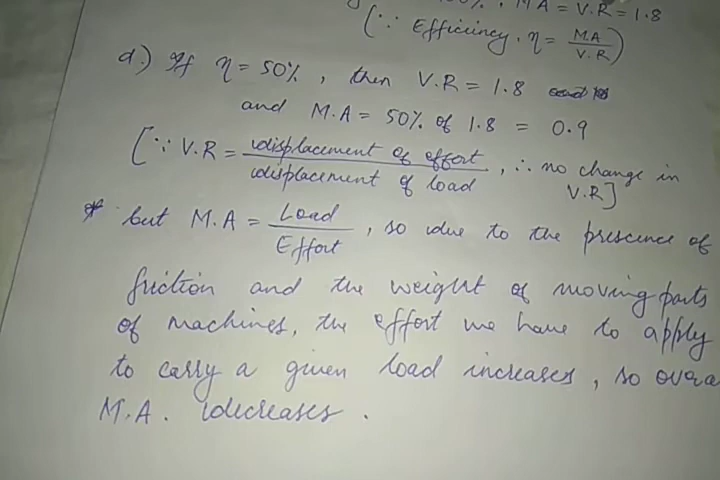 100%, M.A = V.R = 1.8
(∵ Efficiency, η = M.A / V.R)
d.) If η = 50%, then V.R = 1.8
and M.A = 50% of 1.8 = 0.9
[∵ V.R = displacement of effort / displacement of load, ∴ no change in V.R]
* but M.A = Load / Effort, so due to the presence of
friction and the weight of moving parts
of machines, the effort we have to apply
to carry a given load increases, so overa
M.A. decreases.